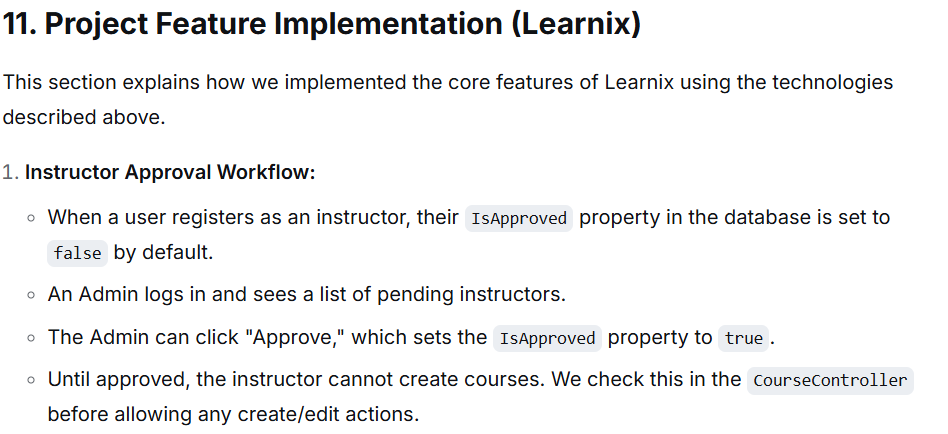 11. Project Feature Implementation (Learnix)
This section explains how we implemented the core features of Learnix using the technologies
described above.
1. Instructor Approval Workflow:
◦ When a user registers as an instructor, their IsApproved property in the database is set to
false by default.
◦ An Admin logs in and sees a list of pending instructors.
◦ The Admin can click "Approve," which sets the IsApproved property to true.
◦ Until approved, the instructor cannot create courses. We check this in the CourseController
before allowing any create/edit actions.